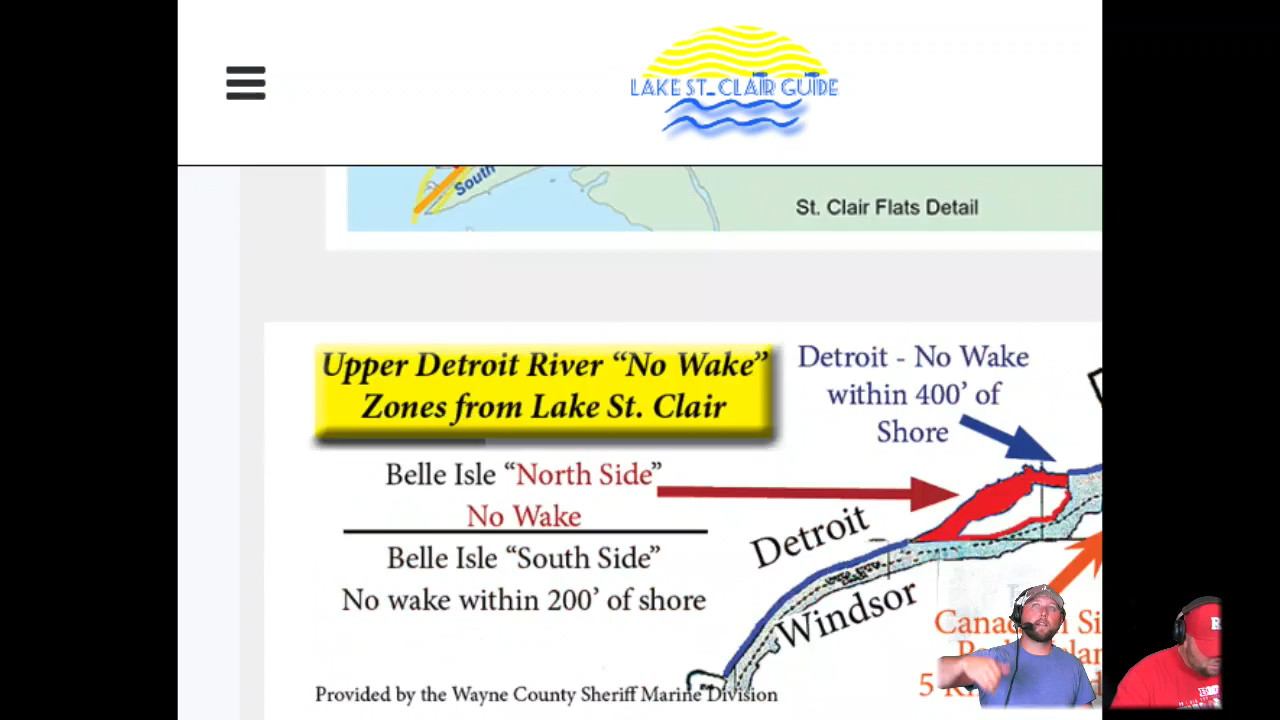 LAKE ST. CLAIR GUIDE
South
St. Clair Flats Detail
Upper Detroit River “No Wake”
Zones from Lake St. Clair
Detroit - No Wake
within 400’ of
Shore
Belle Isle “North Side”
No Wake
Belle Isle “South Side”
No wake within 200’ of shore
Detroit
Windsor
Provided by the Wayne County Sheriff Marine Division